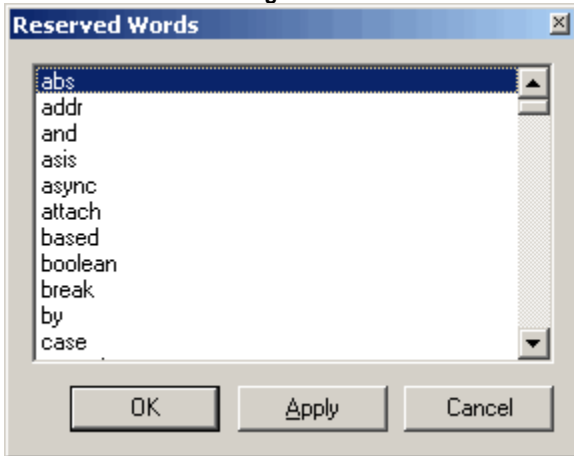 Reserved Words
abs
addr
and
asis
async
attach
based
boolean
break
by
case
OK
Apply
Cancel